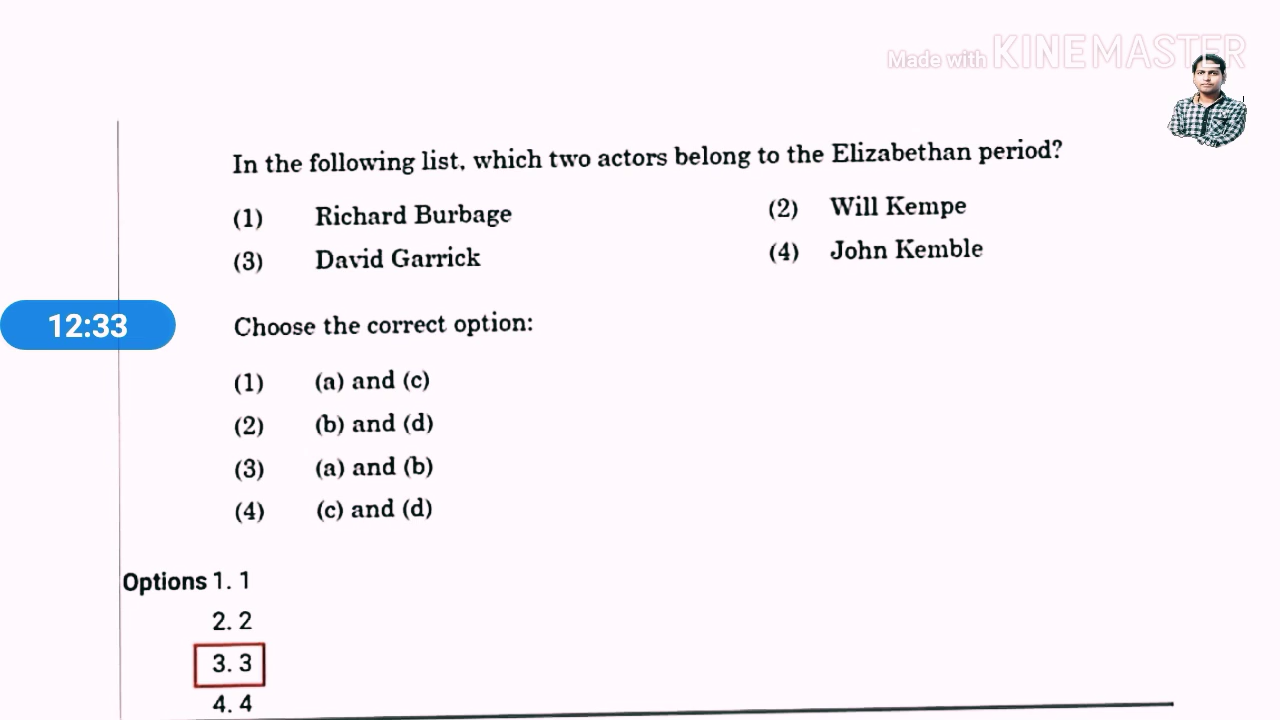 Made with KINEMASTER
In the following list, which two actors belong to the Elizabethan period?
(1) Richard Burbage (2) Will Kempe
(3) David Garrick (4) John Kemble
12:33
Choose the correct option:
(1) (a) and (c)
(2) (b) and (d)
(3) (a) and (b)
(4) (c) and (d)
Options 1. 1
2. 2
3. 3
4. 4